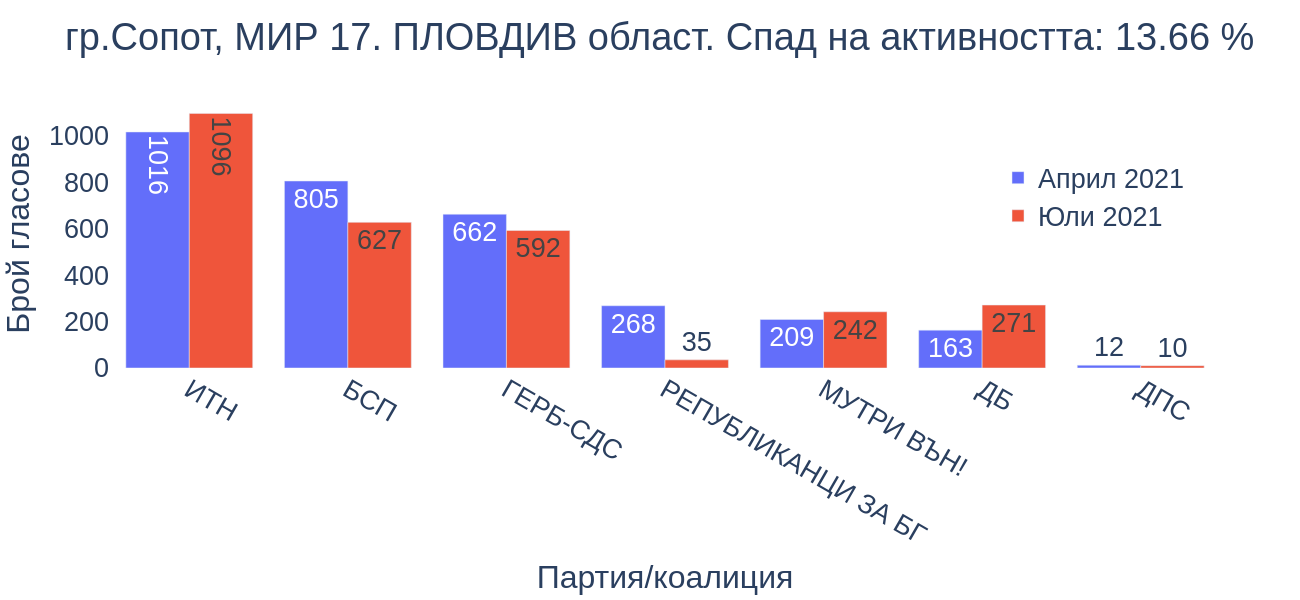 гр.Сопот, МИР 17. ПЛОВДИВ област. Спад на активността: 13.66 %
Брой гласове
1000
800
600
400
200
0
1016
1096
805
627
662
592
268
35
209
242
163
271
12
10
Април 2021
Юли 2021
ИТН
БСП
ГЕРБ-СДС
РЕПУБЛИКАНЦИ ЗА БГ
МУТРИ ВЪН!
ДБ
ДПС
Партия/коалиция